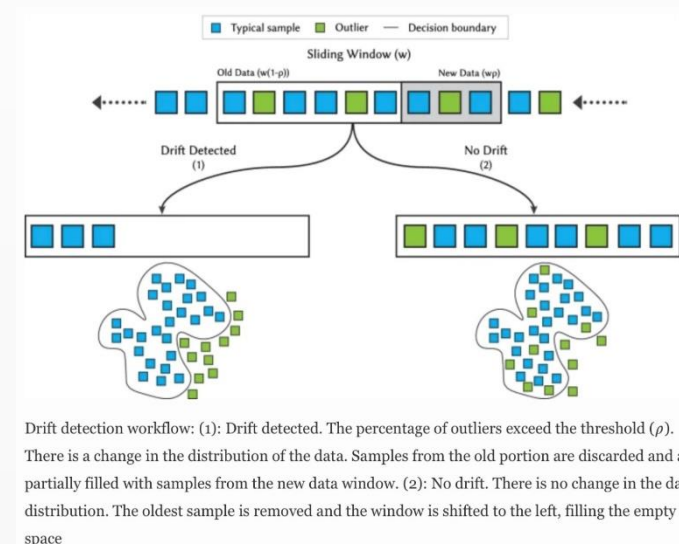 Typical sample Outlier Decision boundary
Sliding Window (w)
Old Data (w(1-p)) New Data (wp)
Drift Detected
(1)
No Drift
(2)
Drift detection workflow: (1): Drift detected. The percentage of outliers exceed the threshold (ρ).
There is a change in the distribution of the data. Samples from the old portion are discarded and
partially filled with samples from the new data window. (2): No drift. There is no change in the
distribution. The oldest sample is removed and the window is shifted to the left, filling the empty
space